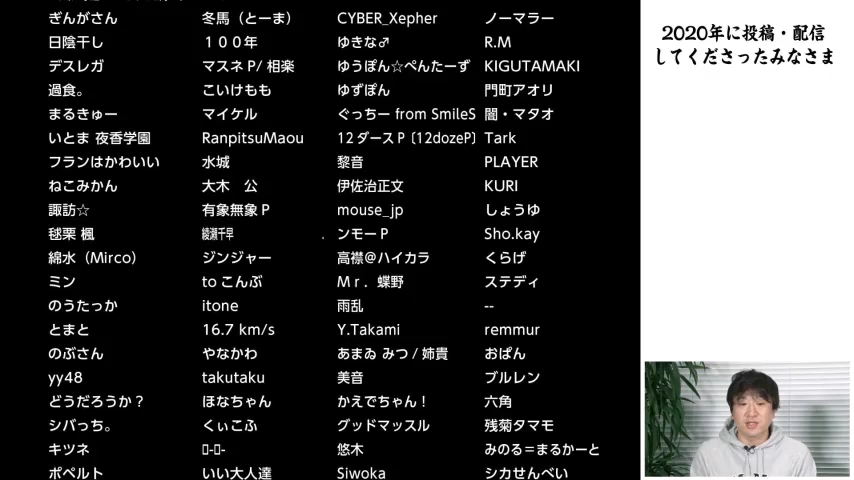 ぎんがさん 冬馬（とーま） CYBER_Xepher ノーマラー
日陰干し １００年 ゆきな♂ R.M
デスレガ マスネP/ 相楽 ゆうぽん☆ぺんたーず KIGUTAMAKI
過食。 こいけもも ゆずぽん 門町アオリ
まるきゅー マイケル ぐっちー from SmileS 闇・マタオ
いとま 夜香学園 RanpitsuMaou 12ダースP〔12dozeP〕 Tark
フランはかわいい 水城 黎音 PLAYER
ねこみかん 大木　公 伊佐治正文 KURI
諏訪☆ 有象無象P mouse_jp しょうゆ
毬栗 楓 綾瀬千早 . ンモーP Sho.kay
綿水（Mirco） ジンジャー 高襟＠ハイカラ くらげ
ミン toこんぶ Ｍｒ．蝶野 ステディ
のうたっか itone 雨乱 --
とまと 16.7 km/s Y.Takami remmur
のぶさん やなかわ あまゐ みつ / 姉貴 おぱん
yy48 takutaku 美音 ブルレン
どうだろうか？ ほなちゃん かえでちゃん！ 六角
シバっち。 くぃこふ グッドマッスル 残菊タマモ
キツネ ﾛ-ﾛ- 悠木 みのる＝まるかーと
ポペルト いい大人達 Siwoka シカせんべい
2020年に投稿・配信
してくださったみなさま